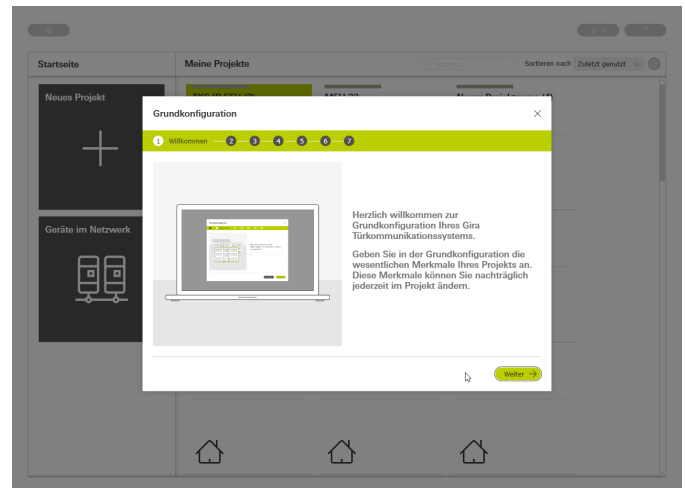 ?
Startseite
Meine Projekte
Suchen
Sortieren nach
Zuletzt genutzt
Neues Projekt
Geräte im Netzwerk
Grundkonfiguration
1 Willkommen 2 3 4 5 6 7
Herzlich willkommen zur
Grundkonfiguration Ihres Gira
Türkommunikationssystems.
Geben Sie in der Grundkonfiguration die
wesentlichen Merkmale Ihres Projekts an.
Diese Merkmale können Sie nachträglich
jederzeit im Projekt ändern.
Weiter